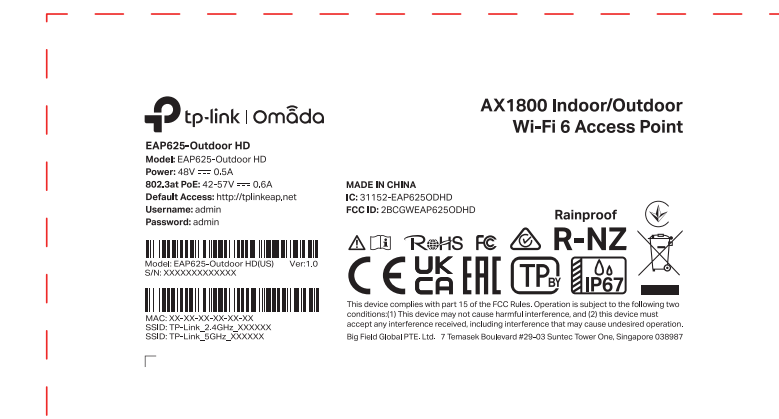 tp-link | Omada
AX1800 Indoor/Outdoor
Wi-Fi 6 Access Point
EAP625-Outdoor HD
Model: EAP625-Outdoor HD
Power: 48V ⎓ 0.5A
802.3at PoE: 42-57V ⎓ 0.6A
Default Access: http://tplinkeap.net
Username: admin
Password: admin
Model: EAP625-Outdoor HD(US) Ver:1.0
S/N: XXXXXXXXXXXXX
MAC: XX-XX-XX-XX-XX-XX
SSID: TP-Link_2.4GHz_XXXXXX
SSID: TP-Link_5GHz_XXXXXX
MADE IN CHINA
IC: 31152-EAP625ODHD
FCC ID: 2BCGWEAP625ODHD
Rainproof
RoHS FC R-NZ
CE UK CA EAC TP BY IP67
This device complies with part 15 of the FCC Rules. Operation is subject to the following two
conditions:(1) This device may not cause harmful interference, and (2) this device must
accept any interference received, including interference that may cause undesired operation.
Big Field Global PTE. Ltd. 7 Temasek Boulevard #29-03 Suntec Tower One, Singapore 038987